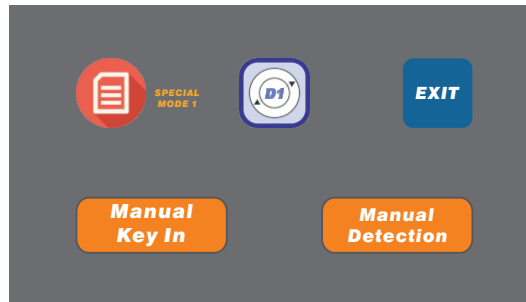 SPECIAL
MODE 1
D1
EXIT
Manual
Key In
Manual
Detection